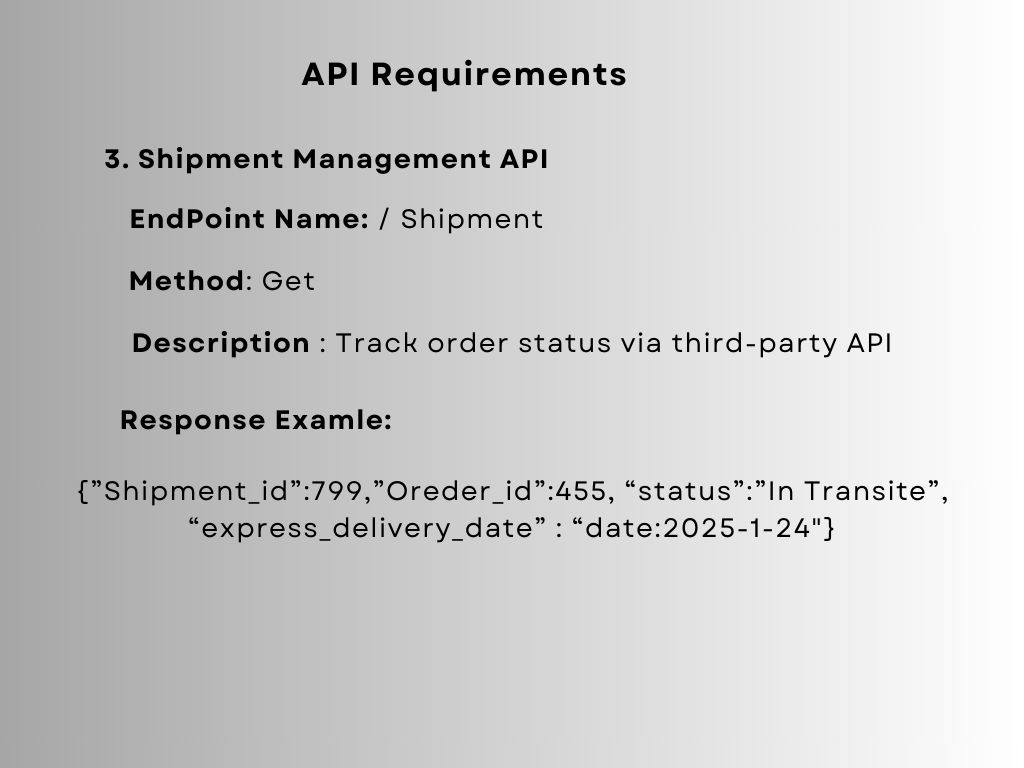 API Requirements
3. Shipment Management API
EndPoint Name: / Shipment
Method: Get
Description : Track order status via third-party API
Response Examle:
{”Shipment_id”:799,”Oreder_id”:455, “status”:”In Transite”,
“express_delivery_date” : “date:2025-1-24"}